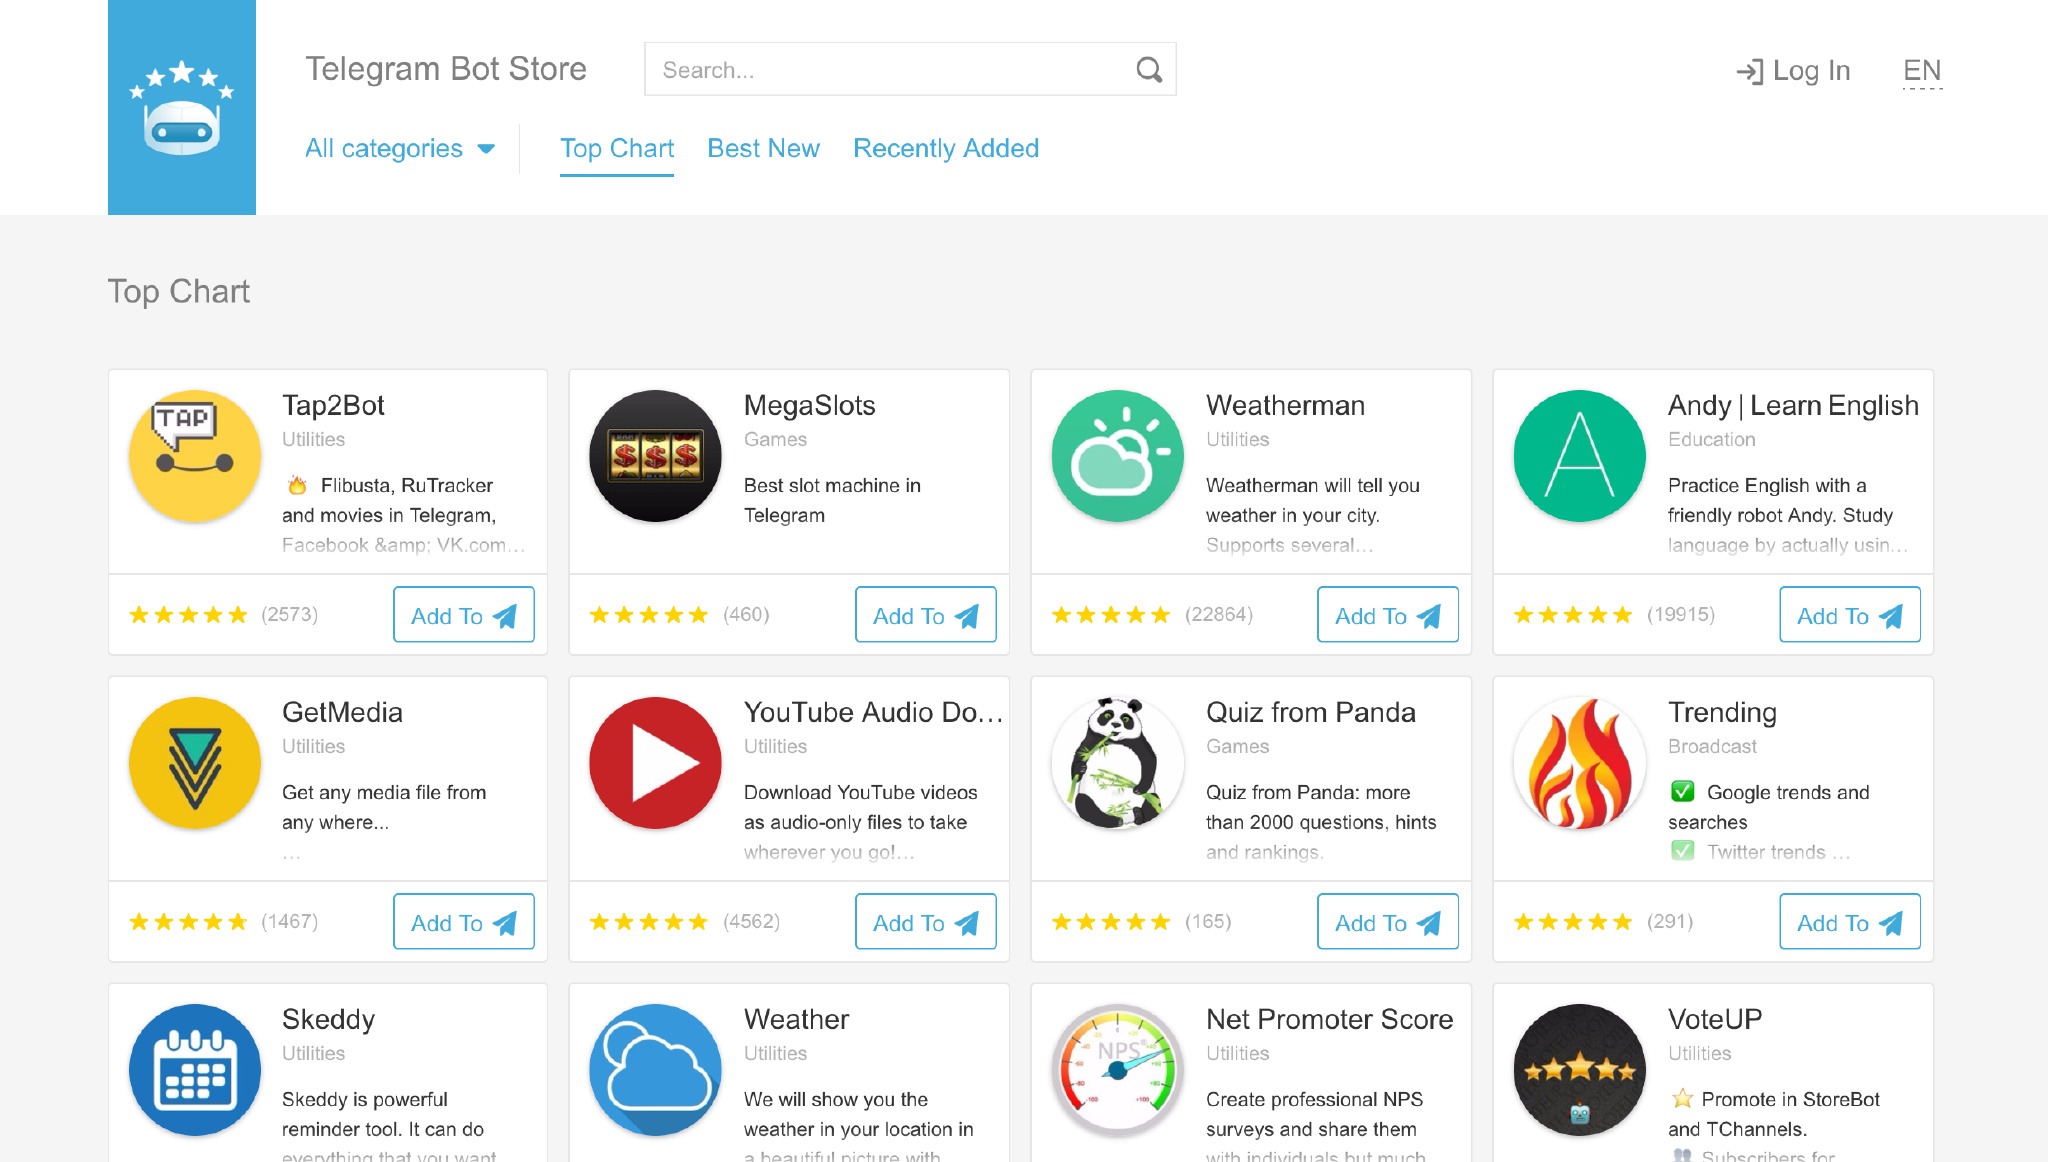 Telegram Bot Store
Search...
Log In
EN
All categories
Top Chart
Best New
Recently Added
Top Chart
TAP
Tap2Bot
Utilities
🔥 Flibusta, RuTracker
and movies in Telegram,
Facebook &amp; VK.com…
(2573)
Add To
$ $ $
MegaSlots
Games
Best slot machine in
Telegram
(460)
Add To
Weatherman
Utilities
Weatherman will tell you
weather in your city.
Supports several…
(22864)
Add To
A
Andy | Learn English
Education
Practice English with a
friendly robot Andy. Study
language by actually usin…
(19915)
Add To
GetMedia
Utilities
Get any media file from
any where...
…
(1467)
Add To
YouTube Audio Do…
Utilities
Download YouTube videos
as audio-only files to take
wherever you go!…
(4562)
Add To
Quiz from Panda
Games
Quiz from Panda: more
than 2000 questions, hints
and rankings.
(165)
Add To
Trending
Broadcast
✅ Google trends and
searches
✅ Twitter trends …
(291)
Add To
Skeddy
Utilities
Skeddy is powerful
reminder tool. It can do
everything that you want
Weather
Utilities
We will show you the
weather in your location in
a beautiful picture with
NPS®
0
-100
+100
Net Promoter Score
Utilities
Create professional NPS
surveys and share them
with individuals but much
VoteUP
Utilities
⭐ Promote in StoreBot
and TChannels.
👥 Subscribers for